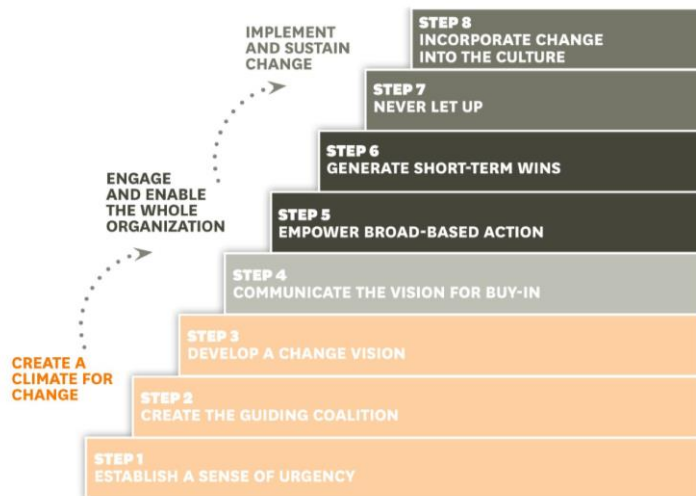 IMPLEMENT
AND SUSTAIN
CHANGE
ENGAGE
AND ENABLE
THE WHOLE
ORGANIZATION
CREATE A
CLIMATE FOR
CHANGE
STEP 8
INCORPORATE CHANGE
INTO THE CULTURE
STEP 7
NEVER LET UP
STEP 6
GENERATE SHORT-TERM WINS
STEP 5
EMPOWER BROAD-BASED ACTION
STEP 4
COMMUNICATE THE VISION FOR BUY-IN
STEP 3
DEVELOP A CHANGE VISION
STEP 2
CREATE THE GUIDING COALITION
STEP 1
ESTABLISH A SENSE OF URGENCY